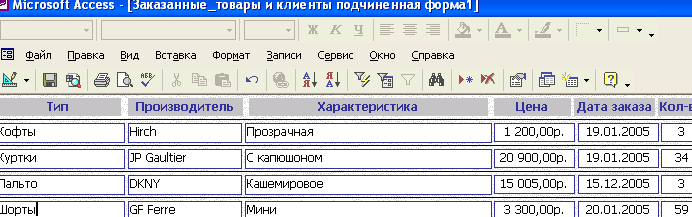 Microsoft Access - [Заказанные_товары и клиенты подчиненная форма1]
Файл Правка Вид Вставка Формат Записи Сервис Окно Справка
Тип Производитель Характеристика Цена Дата заказа Кол-в
Кофты Hirch Прозрачная 1 200,00р. 19.01.2005 3
Куртки JP Gaultier С капюшоном 20 900,00р. 19.01.2005 34
Пальто DKNY Кашемировое 15 005,00р. 15.12.2005 3
Шорты GF Ferre Мини 3 300,00р. 20.01.2005 59